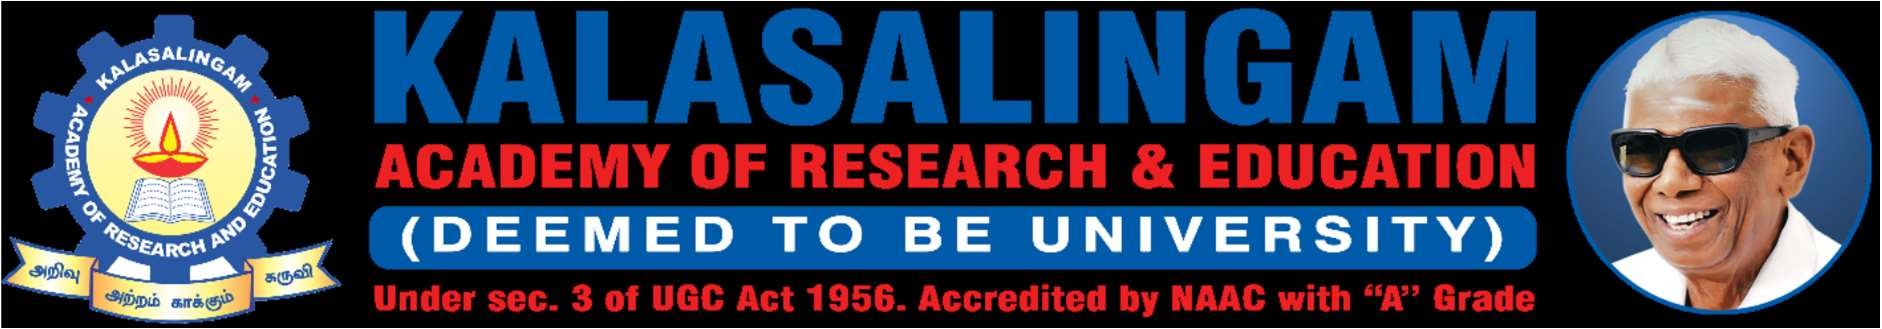 KALASALINGAM
ACADEMY OF RESEARCH AND EDUCATION
அறிவு அற்றம் காக்கும் கருவி
KALASALINGAM
ACADEMY OF RESEARCH & EDUCATION
(DEEMED TO BE UNIVERSITY)
Under sec. 3 of UGC Act 1956. Accredited by NAAC with “A” Grade